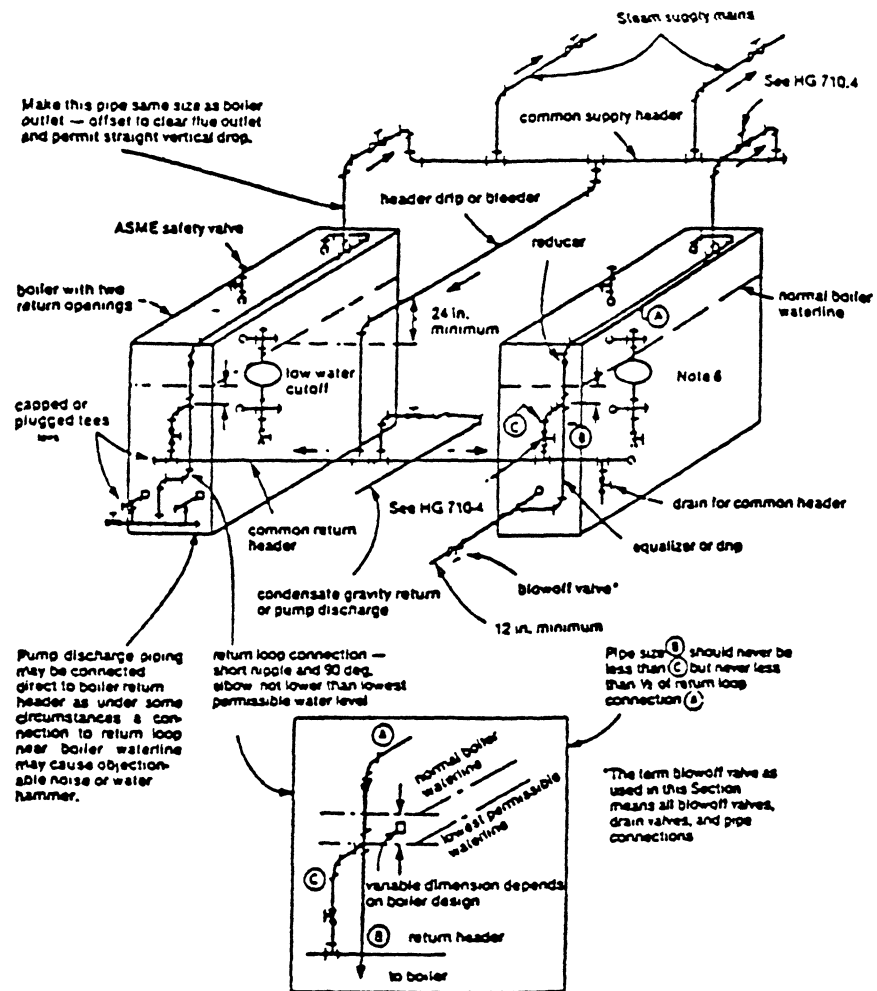 Steam supply mains
See HG 710.4
Make this pipe same size as boiler
outlet — offset to clear flue outlet
and permit straight vertical drop.
common supply header
header drip or bleeder
ASME safety valve
reducer
boiler with two
return openings
24 in.
minimum
normal boiler
waterline
A
low water
cutoff
Note 6
capped or
plugged tees
tees
C
B
See HG 710-4
drain for common header
common return
header
equalizer or drip
condensate gravity return
or pump discharge
blowoff valve*
12 in. minimum
Pump discharge piping
may be connected
direct to boiler return
header as under some
circumstances a con-
nection to return loop
near boiler waterline
may cause objection-
able noise or water
hammer.
return loop connection —
short nipple and 90 deg.
elbow not lower than lowest
permissible water level
Pipe size B should never be
less than C but never less
than ½ of return loop
connection A
A
normal boiler
waterline
lowest permissible
waterline
C
variable dimension depends
on boiler design
B return header
to boiler
*The term blowoff valve as
used in this Section
means all blowoff valves,
drain valves, and pipe
connections